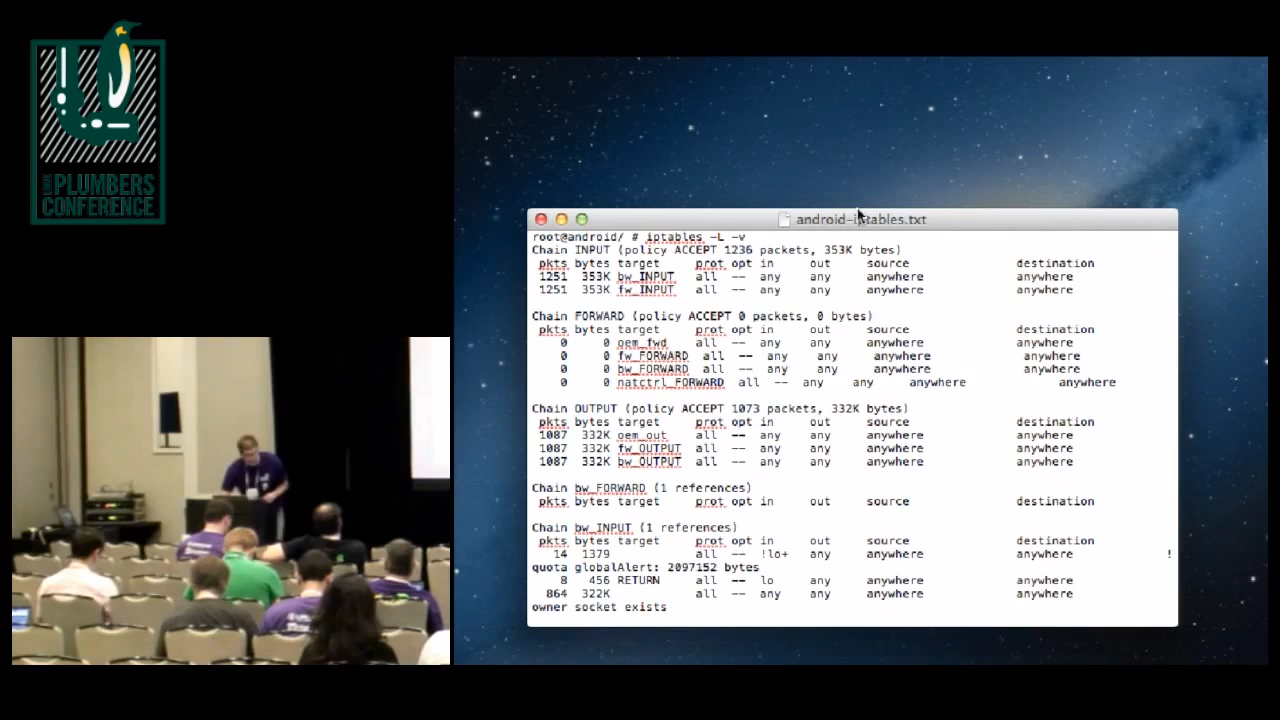 LINUX
PLUMBERS
CONFERENCE
android-iptables.txt
root@android/ # iptables -L -v
Chain INPUT (policy ACCEPT 1236 packets, 353K bytes)
pkts bytes target prot opt in out source destination
1251 353K bw_INPUT all -- any any anywhere anywhere
1251 353K fw_INPUT all -- any any anywhere anywhere
Chain FORWARD (policy ACCEPT 0 packets, 0 bytes)
pkts bytes target prot opt in out source destination
0 0 oem_fwd all -- any any anywhere anywhere
0 0 fw_FORWARD all -- any any anywhere anywhere
0 0 bw_FORWARD all -- any any anywhere anywhere
0 0 natctrl_FORWARD all -- any any anywhere anywhere
Chain OUTPUT (policy ACCEPT 1073 packets, 332K bytes)
pkts bytes target prot opt in out source destination
1087 332K oem_out all -- any any anywhere anywhere
1087 332K fw_OUTPUT all -- any any anywhere anywhere
1087 332K bw_OUTPUT all -- any any anywhere anywhere
Chain bw_FORWARD (1 references)
pkts bytes target prot opt in out source destination
Chain bw_INPUT (1 references)
pkts bytes target prot opt in out source destination
14 1379 all -- !lo+ any anywhere anywhere !
quota globalAlert: 2097152 bytes
8 456 RETURN all -- lo any anywhere anywhere
864 322K all -- any any anywhere anywhere
owner socket exists